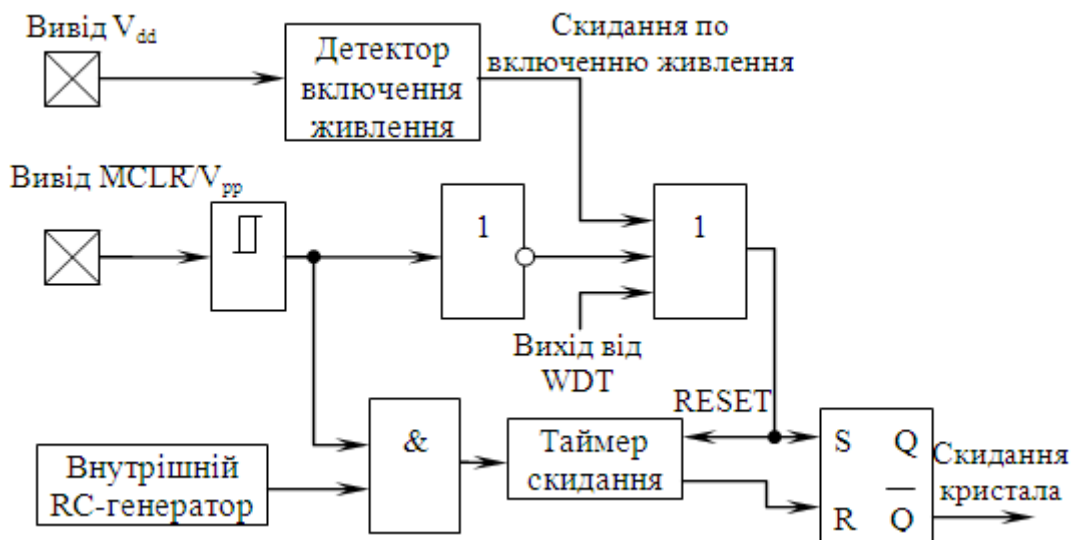 Вивід Vdd
Детектор
включення
живлення
Скидання по
включенню живлення
Вивід M̅C̅L̅R̅/Vpp
1
1
Вихід від
WDT
RESET
Внутрішній
RC-генератор
&
Таймер
скидання
S Q
R Q̅
Скидання
кристала